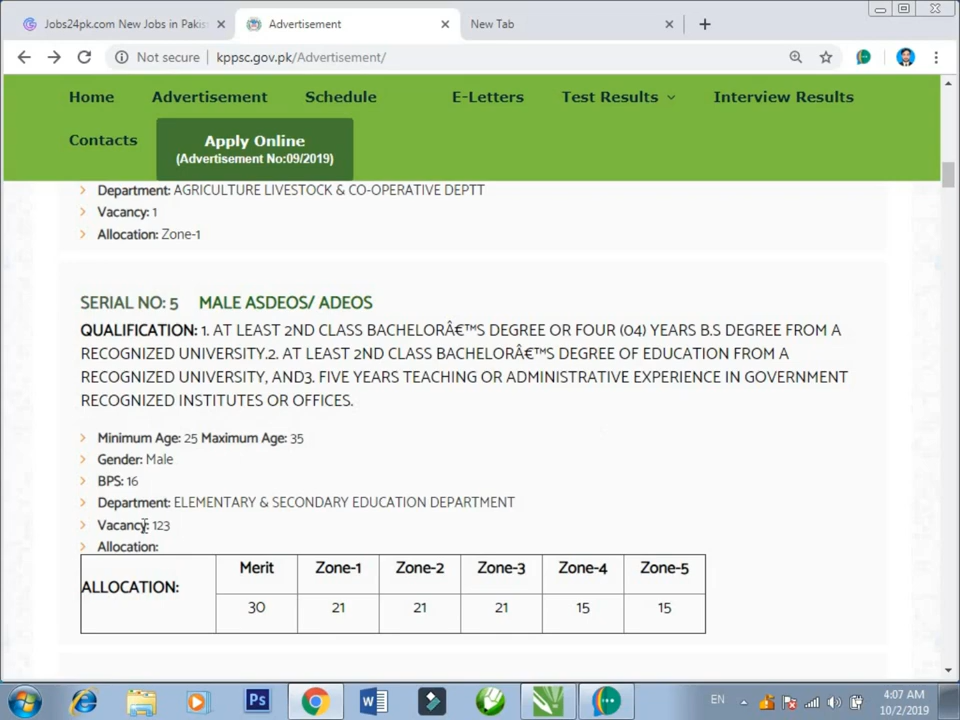 Jobs24pk.com New Jobs in Pakis
Advertisement
New Tab
Not secure
kppsc.gov.pk/Advertisement/
Home
Advertisement
Schedule
E-Letters
Test Results
Interview Results
Contacts
Apply Online
(Advertisement No:09/2019)
Department: AGRICULTURE LIVESTOCK & CO-OPERATIVE DEPTT
Vacancy: 1
Allocation: Zone-1
SERIAL NO: 5 MALE ASDEOS/ ADEOS
QUALIFICATION: 1. AT LEAST 2ND CLASS BACHELORÂ€™S DEGREE OR FOUR (04) YEARS B.S DEGREE FROM A
RECOGNIZED UNIVERSITY.2. AT LEAST 2ND CLASS BACHELORÂ€™S DEGREE OF EDUCATION FROM A
RECOGNIZED UNIVERSITY, AND3. FIVE YEARS TEACHING OR ADMINISTRATIVE EXPERIENCE IN GOVERNMENT
RECOGNIZED INSTITUTES OR OFFICES.
Minimum Age: 25 Maximum Age: 35
Gender: Male
BPS: 16
Department: ELEMENTARY & SECONDARY EDUCATION DEPARTMENT
Vacancy: 123
Allocation:
ALLOCATION:
Merit Zone-1 Zone-2 Zone-3 Zone-4 Zone-5
30 21 21 21 15 15
Ps
W
EN
4:07 AM
10/2/2019